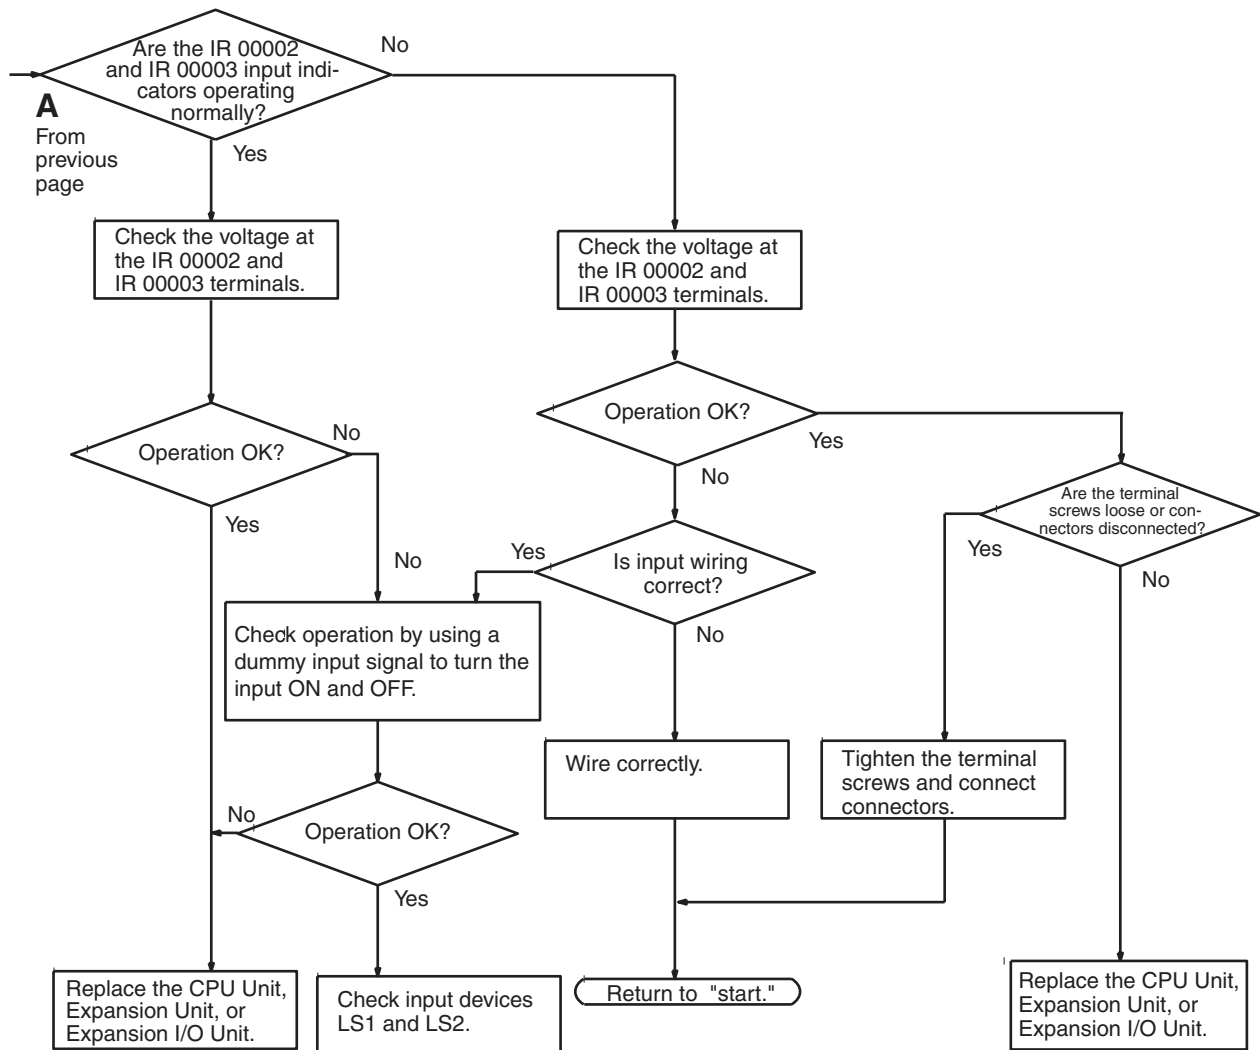 Are the IR 00002
and IR 00003 input indi-
cators operating
normally?
No
A
From
previous
page
Yes
Check the voltage at
the IR 00002 and
IR 00003 terminals.
Check the voltage at
the IR 00002 and
IR 00003 terminals.
Operation OK?
No
Yes
Operation OK?
Yes
No
Are the terminal
screws loose or con-
nectors disconnected?
Yes
No
No
Yes
Is input wiring
correct?
No
Check operation by using a
dummy input signal to turn the
input ON and OFF.
Wire correctly.
Tighten the terminal
screws and connect
connectors.
No
Operation OK?
Yes
Replace the CPU Unit,
Expansion Unit, or
Expansion I/O Unit.
Check input devices
LS1 and LS2.
Return to "start."
Replace the CPU Unit,
Expansion Unit, or
Expansion I/O Unit.